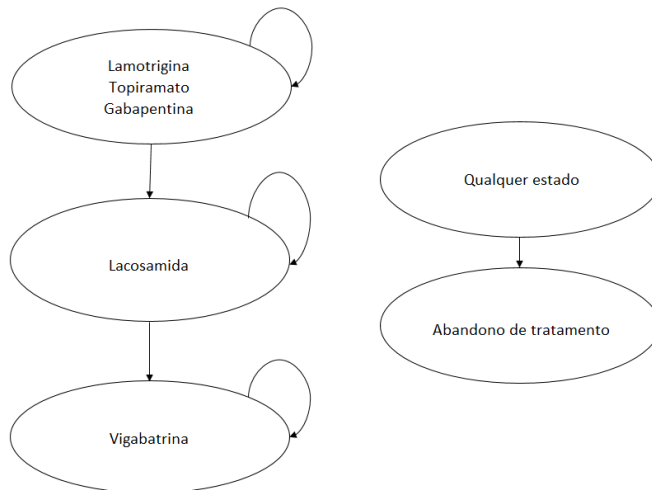 Lamotrigina
Topiramato
Gabapentina
Lacosamida
Vigabatrina
Qualquer estado
Abandono de tratamento